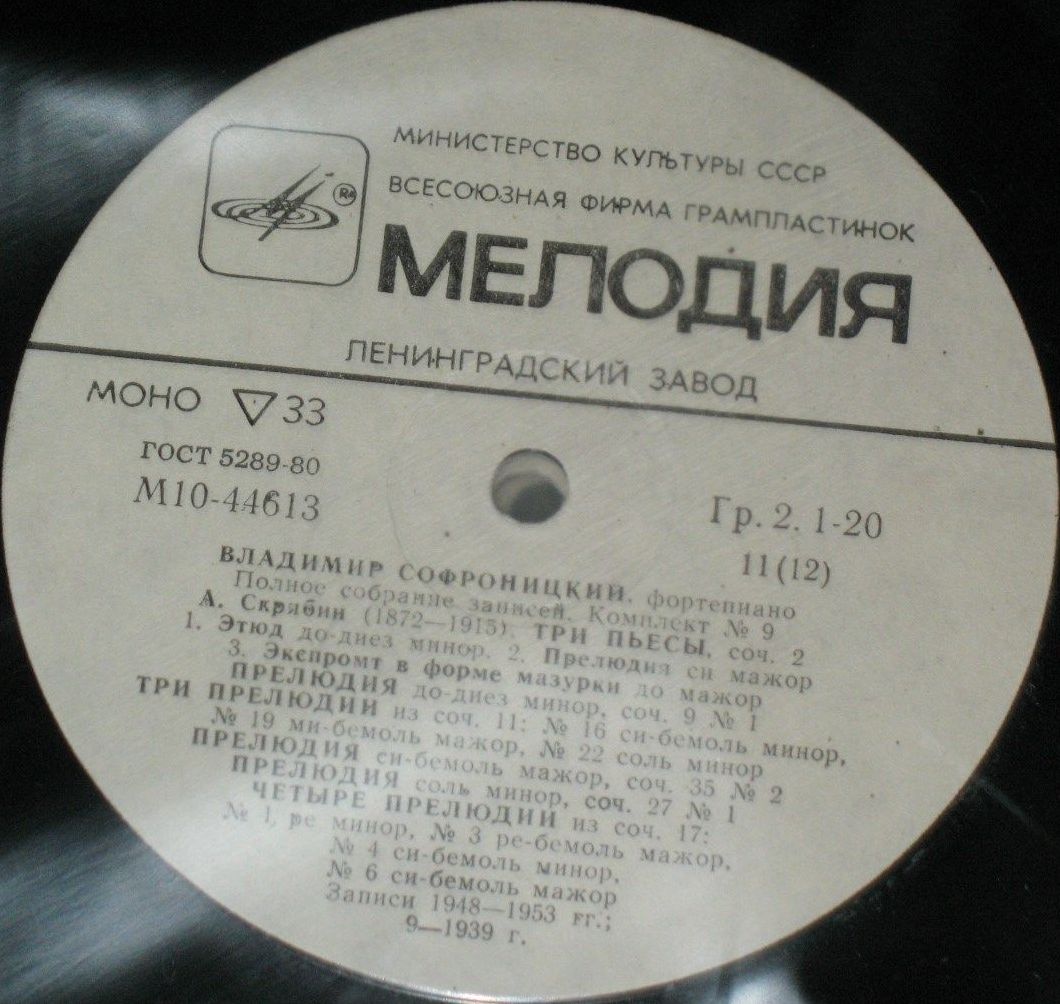 МИНИСТЕРСТВО КУЛЬТУРЫ СССР
ВСЕСОЮЗНАЯ ФИРМА ГРАМПЛАСТИНОК
МЕЛОДИЯ
ЛЕНИНГРАДСКИЙ ЗАВОД
МОНО 33
ГОСТ 5289-80
М10-44613
Гр. 2. 1-20
11(12)
ВЛАДИМИР СОФРОНИЦКИЙ, фортепиано
Полное собрание записей. Комплект № 9
А. Скрябин (1872—1915). ТРИ ПЬЕСЫ, соч. 2
1. Этюд до-диез минор. 2. Прелюдия си мажор
3. Экспромт в форме мазурки до мажор
ПРЕЛЮДИЯ до-диез минор, соч. 9 № 1
ТРИ ПРЕЛЮДИИ из соч. 11: № 16 си-бемоль минор,
№ 19 ми-бемоль мажор, № 22 соль минор
ПРЕЛЮДИЯ си-бемоль мажор, соч. 35 № 2
ПРЕЛЮДИЯ соль минор, соч. 27 № 1
ЧЕТЫРЕ ПРЕЛЮДИИ из соч. 17:
№ 1, ре минор, № 3 ре-бемоль мажор,
№ 4 си-бемоль минор,
№ 6 си-бемоль мажор
Записи 1948—1953 гг.;
9—1939 г.